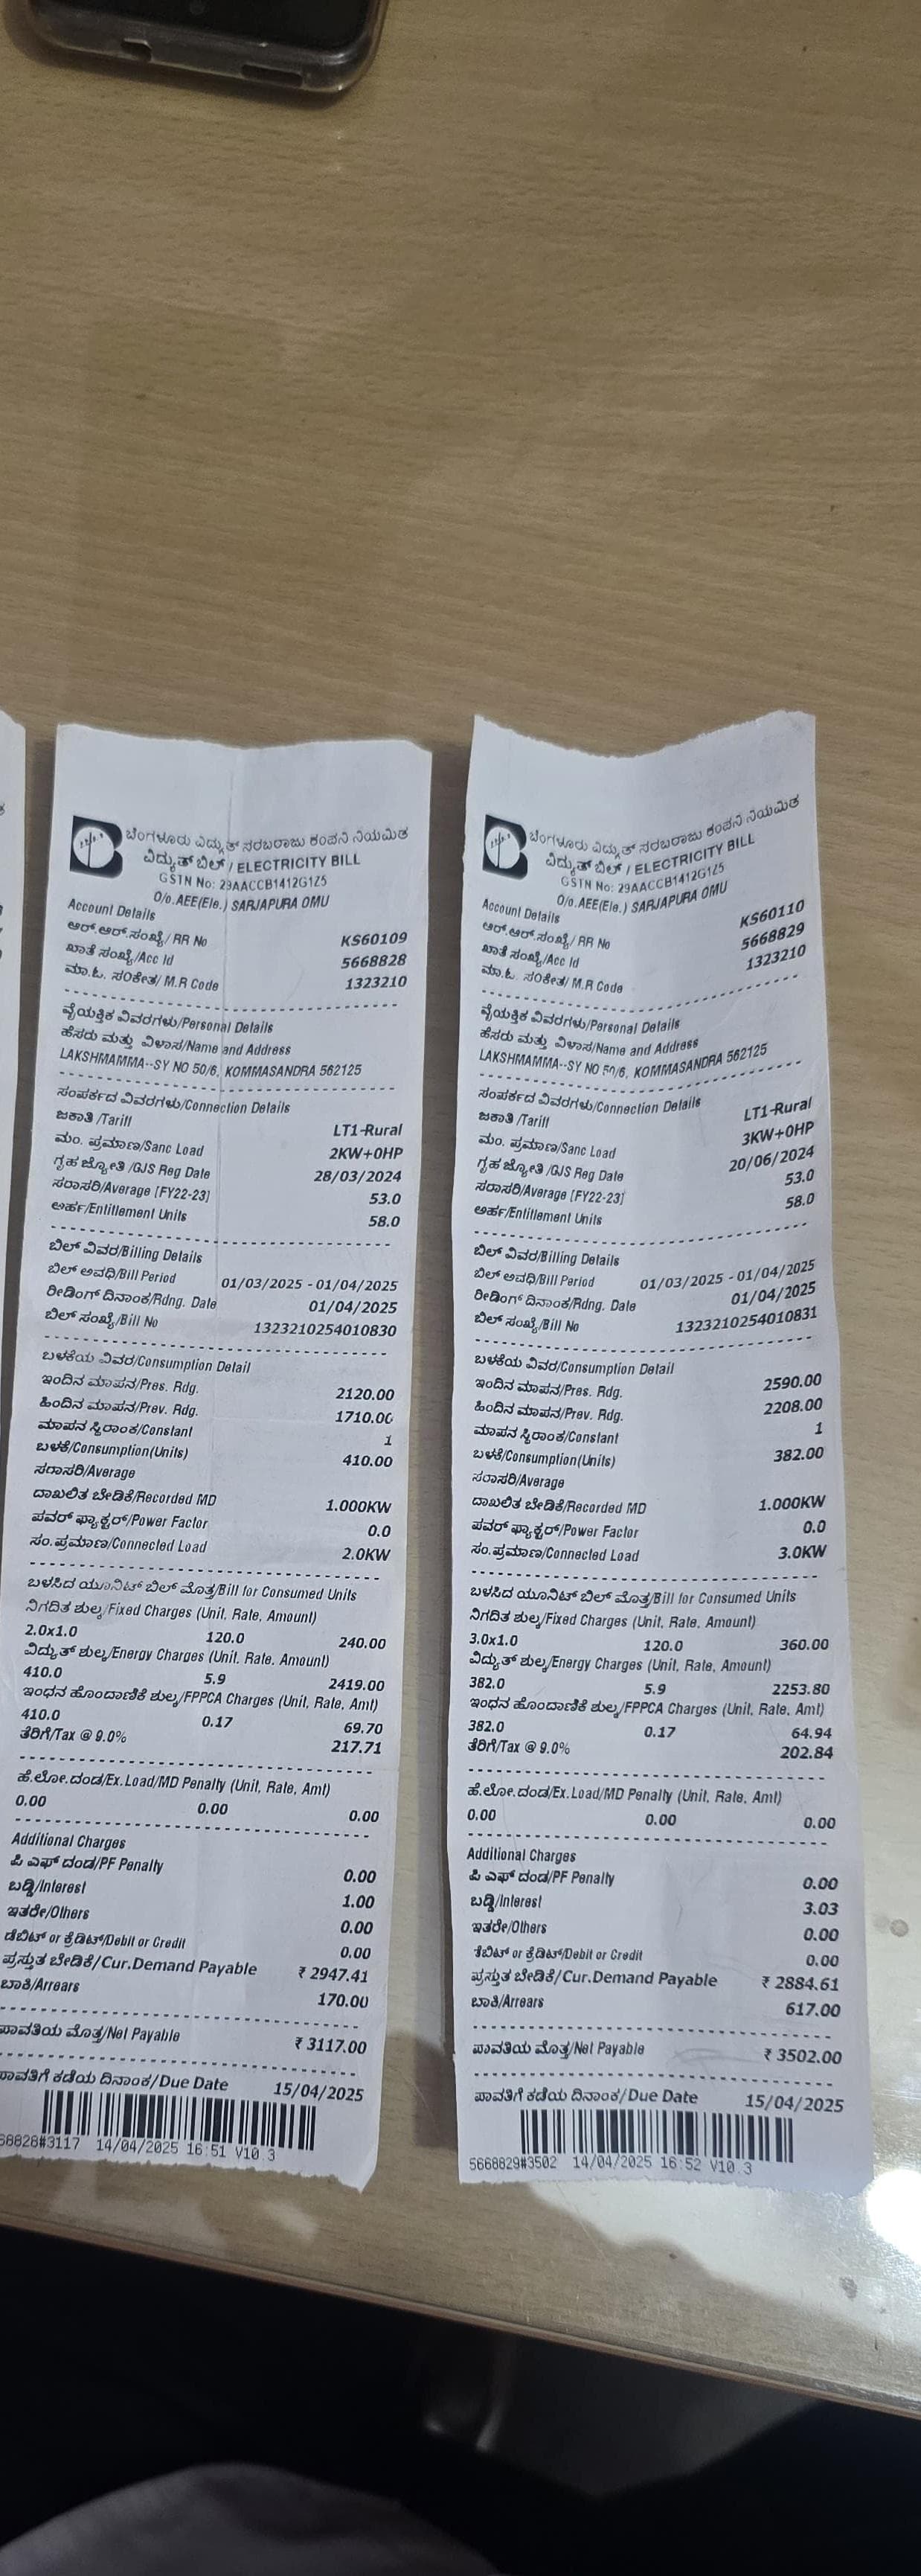 ಬೆಂಗಳೂರು ವಿದ್ಯುತ್ ಸರಬರಾಜು ಕಂಪನಿ ನಿಯಮಿತ
ವಿದ್ಯುತ್ ಬಿಲ್ / ELECTRICITY BILL
GSTN No: 29AACCB1412G1Z5
O/o.AEE(Ele.) SARJAPURA OMU
Account Details
ಆರ್.ಆರ್.ಸಂಖ್ಯೆ/ RR No KS60109
ಖಾತೆ ಸಂಖ್ಯೆ/Acc Id 5668828
ಮಾ.ಓ. ಸಂಕೇತ/ M.R Code 1323210
ವೈಯಕ್ತಿಕ ವಿವರಗಳು/Personal Details
ಹೆಸರು ಮತ್ತು ವಿಳಾಸ/Name and Address
LAKSHMAMMA--SY NO 50/6, KOMMASANDRA 562125
ಸಂಪರ್ಕದ ವಿವರಗಳು/Connection Details
ಜಕಾತಿ/Tariff LT1-Rural
ಮಂ. ಪ್ರಮಾಣ/Sanc Load 2KW+0HP
ಗೃಹ ಜ್ಯೋತಿ /GJS Reg Date 28/03/2024
ಸರಾಸರಿ/Average [FY22-23] 53.0
ಅರ್ಹ/Entitlement Units 58.0
ಬಿಲ್ ವಿವರ/Billing Details
ಬಿಲ್ ಅವಧಿ/Bill Period 01/03/2025 - 01/04/2025
ರೀಡಿಂಗ್ ದಿನಾಂಕ/Rdng. Date 01/04/2025
ಬಿಲ್ ಸಂಖ್ಯೆ/Bill No 1323210254010830
ಬಳಕೆಯ ವಿವರ/Consumption Detail
ಇಂದಿನ ಮಾಪನ/Pres. Rdg. 2120.00
ಹಿಂದಿನ ಮಾಪನ/Prev. Rdg. 1710.00
ಮಾಪನ ಸ್ಥಿರಾಂಕ/Constant 1
ಬಳಕೆ/Consumption(Units) 410.00
ಸರಾಸರಿ/Average
ದಾಖಲಿತ ಬೇಡಿಕೆ/Recorded MD 1.000KW
ಪವರ್ ಫ್ಯಾಕ್ಟರ್/Power Factor 0.0
ಸಂ.ಪ್ರಮಾಣ/Connected Load 2.0KW
ಬಳಸಿದ ಯೂನಿಟ್ ಬಿಲ್ ಮೊತ್ತ/Bill for Consumed Units
ನಿಗದಿತ ಶುಲ್ಕ/Fixed Charges (Unit, Rate, Amount)
2.0x1.0 120.0 240.00
ವಿದ್ಯುತ್ ಶುಲ್ಕ/Energy Charges (Unit, Rate, Amount)
410.0 5.9 2419.00
ಇಂಧನ ಹೊಂದಾಣಿಕೆ ಶುಲ್ಕ/FPPCA Charges (Unit, Rate, Amt)
410.0 0.17 69.70
ತೆರಿಗೆ/Tax @ 9.0% 217.71
ಹೆ.ಲೋ.ದಂಡ/Ex.Load/MD Penalty (Unit, Rate, Amt)
0.00 0.00 0.00
Additional Charges
ಪಿ ಎಫ್ ದಂಡ/PF Penalty 0.00
ಬಡ್ಡಿ/Interest 1.00
ಇತರೇ/Others 0.00
ಡೆಬಿಟ್ or ಕ್ರೆಡಿಟ್/Debit or Credit 0.00
ಪ್ರಸ್ತುತ ಬೇಡಿಕೆ/Cur.Demand Payable ₹ 2947.41
ಬಾಕಿ/Arrears 170.00
ಪಾವತಿಯ ಮೊತ್ತ/Net Payable ₹ 3117.00
ಪಾವತಿಗೆ ಕಡೆಯ ದಿನಾಂಕ/Due Date 15/04/2025
68828#3117 14/04/2025 16:51 V10.3
ಬೆಂಗಳೂರು ವಿದ್ಯುತ್ ಸರಬರಾಜು ಕಂಪನಿ ನಿಯಮಿತ
ವಿದ್ಯುತ್ ಬಿಲ್ / ELECTRICITY BILL
GSTN No: 29AACCB1412G1Z5
O/o.AEE(Ele.) SARJAPURA OMU
Account Details
ಆರ್.ಆರ್.ಸಂಖ್ಯೆ/ RR No KS60110
ಖಾತೆ ಸಂಖ್ಯೆ/Acc Id 5668829
ಮಾ.ಓ. ಸಂಕೇತ/ M.R Code 1323210
ವೈಯಕ್ತಿಕ ವಿವರಗಳು/Personal Details
ಹೆಸರು ಮತ್ತು ವಿಳಾಸ/Name and Address
LAKSHMAMMA--SY NO 50/6, KOMMASANDRA 562125
ಸಂಪರ್ಕದ ವಿವರಗಳು/Connection Details
ಜಕಾತಿ/Tariff LT1-Rural
ಮಂ. ಪ್ರಮಾಣ/Sanc Load 3KW+0HP
ಗೃಹ ಜ್ಯೋತಿ /GJS Reg Date 20/06/2024
ಸರಾಸರಿ/Average [FY22-23] 53.0
ಅರ್ಹ/Entitlement Units 58.0
ಬಿಲ್ ವಿವರ/Billing Details
ಬಿಲ್ ಅವಧಿ/Bill Period 01/03/2025 - 01/04/2025
ರೀಡಿಂಗ್ ದಿನಾಂಕ/Rdng. Date 01/04/2025
ಬಿಲ್ ಸಂಖ್ಯೆ/Bill No 1323210254010831
ಬಳಕೆಯ ವಿವರ/Consumption Detail
ಇಂದಿನ ಮಾಪನ/Pres. Rdg. 2590.00
ಹಿಂದಿನ ಮಾಪನ/Prev. Rdg. 2208.00
ಮಾಪನ ಸ್ಥಿರಾಂಕ/Constant 1
ಬಳಕೆ/Consumption(Units) 382.00
ಸರಾಸರಿ/Average
ದಾಖಲಿತ ಬೇಡಿಕೆ/Recorded MD 1.000KW
ಪವರ್ ಫ್ಯಾಕ್ಟರ್/Power Factor 0.0
ಸಂ.ಪ್ರಮಾಣ/Connected Load 3.0KW
ಬಳಸಿದ ಯೂನಿಟ್ ಬಿಲ್ ಮೊತ್ತ/Bill for Consumed Units
ನಿಗದಿತ ಶುಲ್ಕ/Fixed Charges (Unit, Rate, Amount)
3.0x1.0 120.0 360.00
ವಿದ್ಯುತ್ ಶುಲ್ಕ/Energy Charges (Unit, Rate, Amount)
382.0 5.9 2253.80
ಇಂಧನ ಹೊಂದಾಣಿಕೆ ಶುಲ್ಕ/FPPCA Charges (Unit, Rate, Amt)
382.0 0.17 64.94
ತೆರಿಗೆ/Tax @ 9.0% 202.84
ಹೆ.ಲೋ.ದಂಡ/Ex.Load/MD Penalty (Unit, Rate, Amt)
0.00 0.00 0.00
Additional Charges
ಪಿ ಎಫ್ ದಂಡ/PF Penalty 0.00
ಬಡ್ಡಿ/Interest 3.03
ಇತರೇ/Others 0.00
ಡೆಬಿಟ್ or ಕ್ರೆಡಿಟ್/Debit or Credit 0.00
ಪ್ರಸ್ತುತ ಬೇಡಿಕೆ/Cur.Demand Payable ₹ 2884.61
ಬಾಕಿ/Arrears 617.00
ಪಾವತಿಯ ಮೊತ್ತ/Net Payable ₹ 3502.00
ಪಾವತಿಗೆ ಕಡೆಯ ದಿನಾಂಕ/Due Date 15/04/2025
5668829#3502 14/04/2025 16:52 V10.3